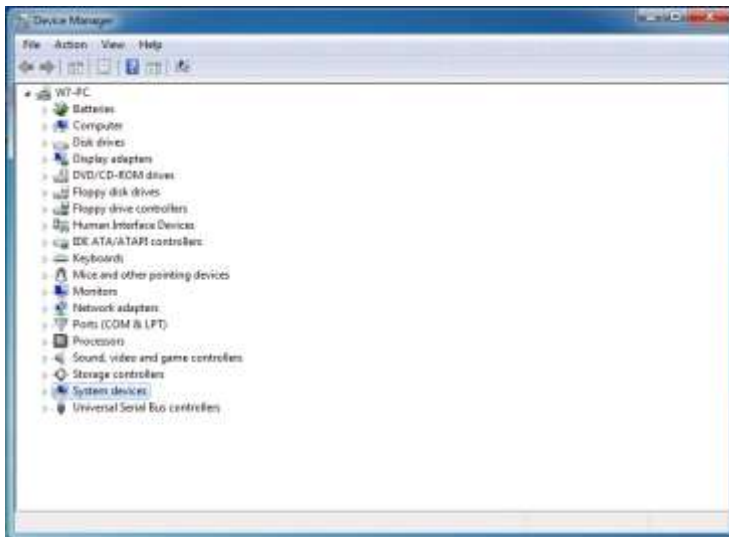 Device Manager
File Action View Help
W7-PC
Batteries
Computer
Disk drives
Display adapters
DVD/CD-ROM drives
Floppy disk drives
Floppy drive controllers
Human Interface Devices
IDE ATA/ATAPI controllers
Keyboards
Mice and other pointing devices
Monitors
Network adapters
Ports (COM & LPT)
Processors
Sound, video and game controllers
Storage controllers
System devices
Universal Serial Bus controllers